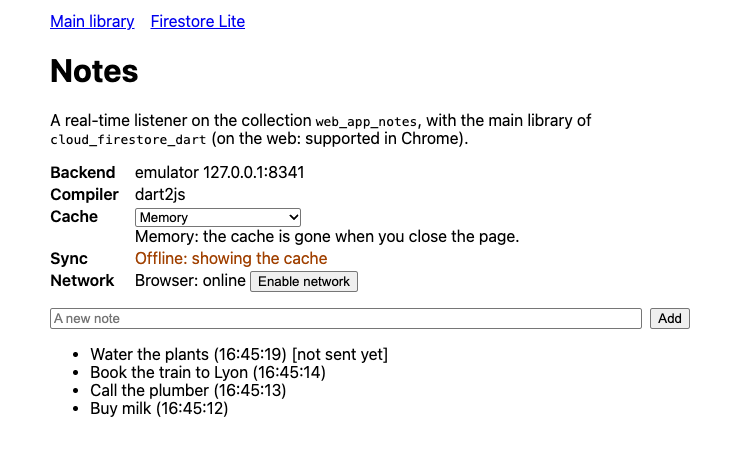 Main library Firestore Lite
Notes
A real-time listener on the collection web_app_notes, with the main library of
cloud_firestore_dart (on the web: supported in Chrome).
Backend emulator 127.0.0.1:8341
Compiler dart2js
Cache Memory
Memory: the cache is gone when you close the page.
Sync Offline: showing the cache
Network Browser: online Enable network
A new note Add
• Water the plants (16:45:19) [not sent yet]
• Book the train to Lyon (16:45:14)
• Call the plumber (16:45:13)
• Buy milk (16:45:12)